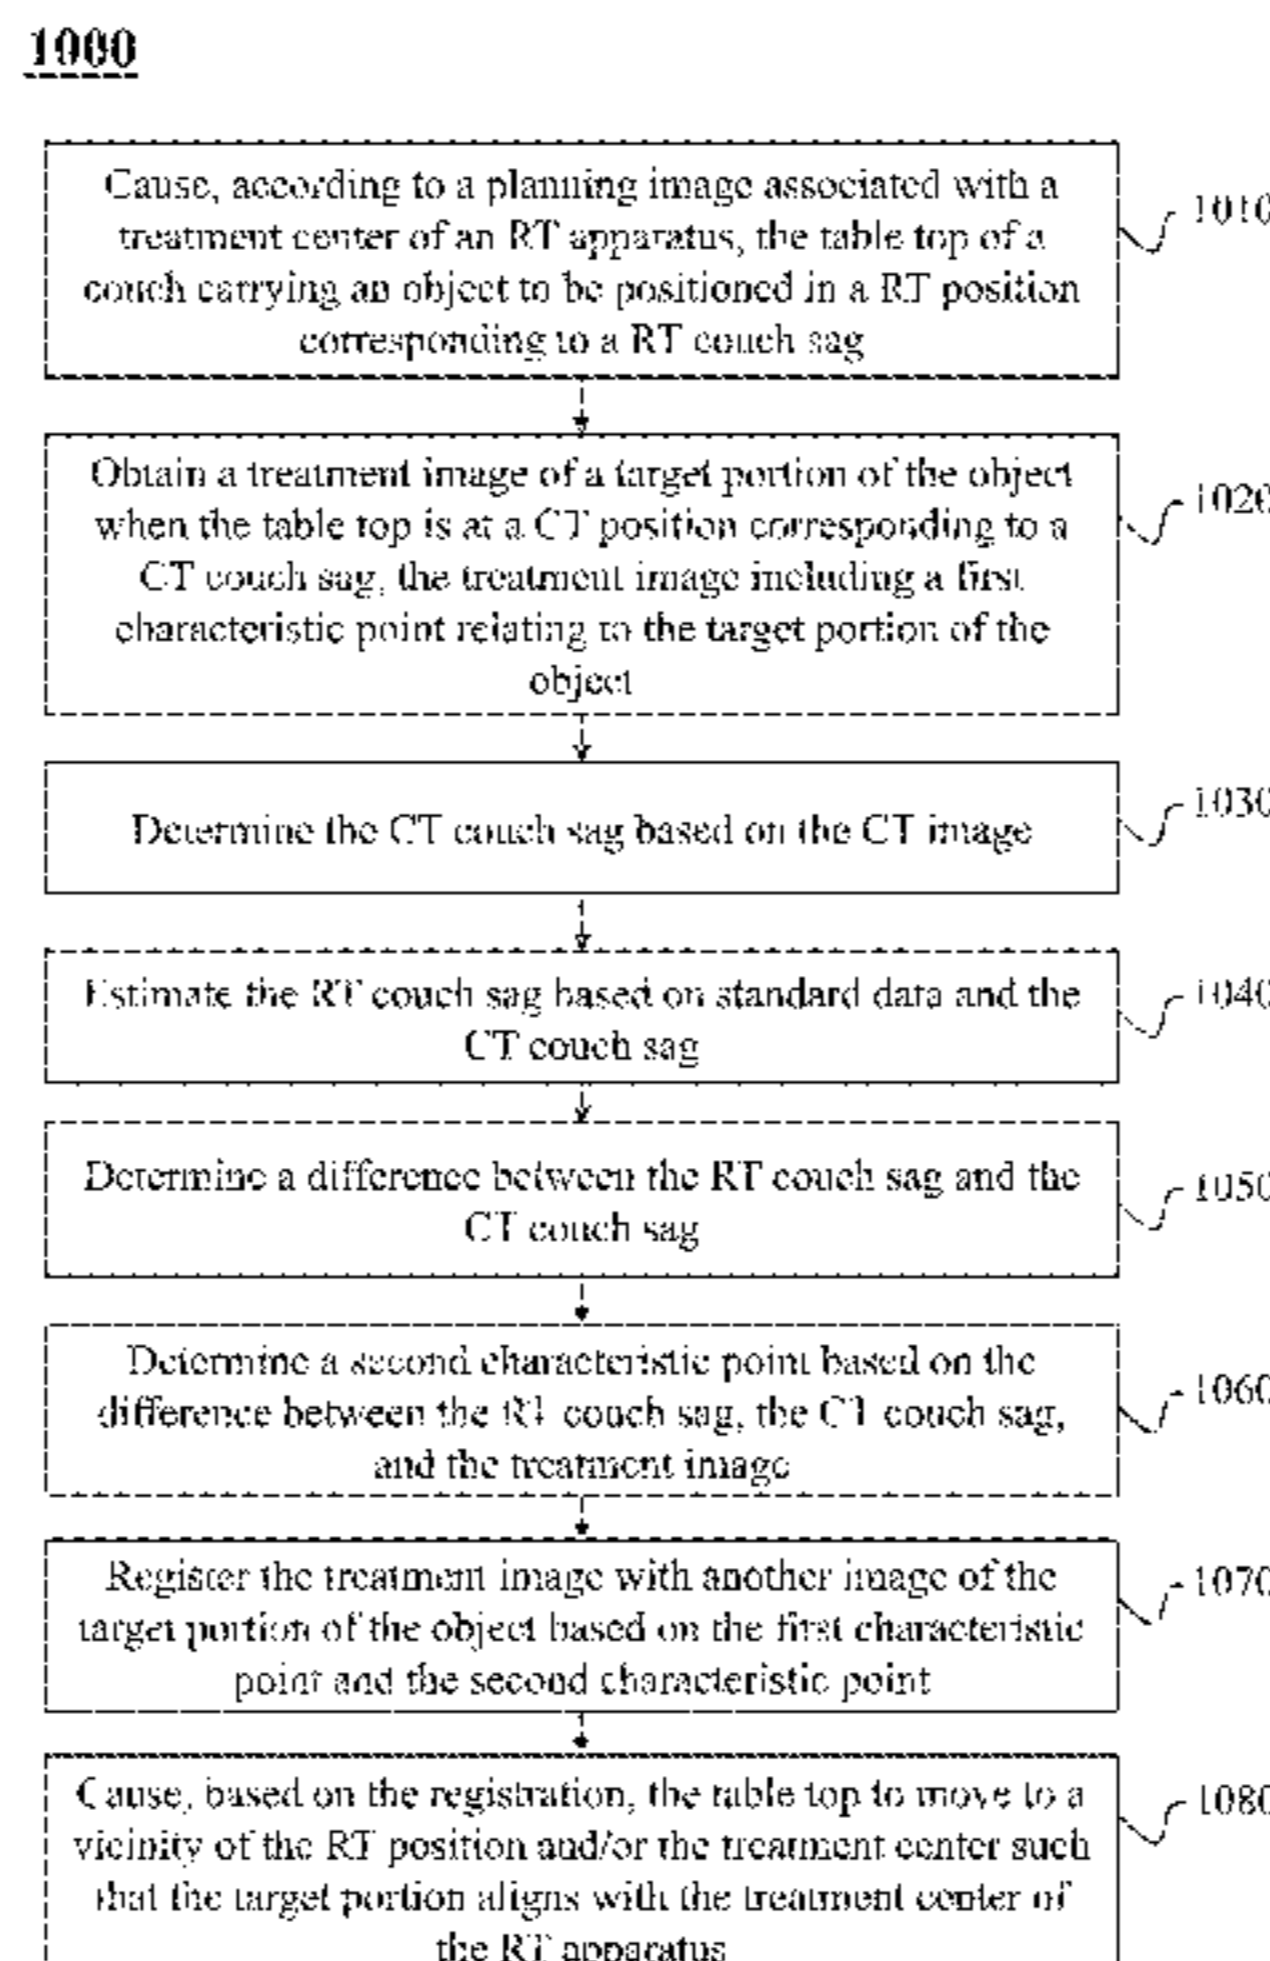 1000
Cause, according to a planning image associated with a
treatment center of an RT apparatus, the table top of a
couch carrying an object to be positioned in a RT position
corresponding to a RT couch sag
1010
Obtain a treatment image of a target portion of the object
when the table top is at a CT position corresponding to a
CT couch sag, the treatment image including a first
characteristic point relating to the target portion of the
object
1020
Determine the CT couch sag based on the CT image
1030
Estimate the RT couch sag based on standard data and the
CT couch sag
1040
Determine a difference between the RT couch sag and the
CT couch sag
1050
Determine a second characteristic point based on the
difference between the RT couch sag, the CT couch sag,
and the treatment image
1060
Register the treatment image with another image of the
target portion of the object based on the first characteristic
point and the second characteristic point
1070
Cause, based on the registration, the table top to move to a
vicinity of the RT position and/or the treatment center such
that the target portion aligns with the treatment center of
the RT apparatus
1080